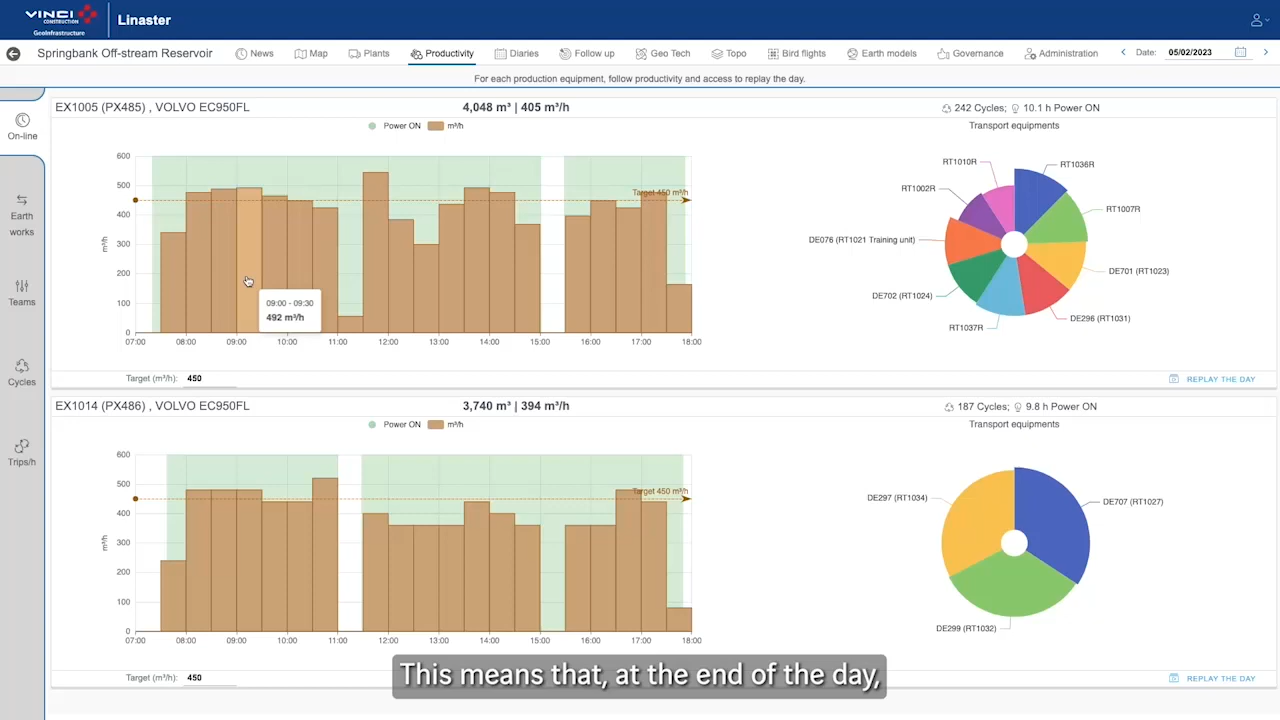 VINCI
CONSTRUCTION
GeoInfrastructure
Linaster
Springbank Off-stream Reservoir
News
Map
Plants
Productivity
Diaries
Follow up
Geo Tech
Topo
Bird flights
Earth models
Governance
Administration
Date: 05/02/2023
For each production equipment, follow productivity and access to replay the day.
On-line
Earth
works
Teams
Cycles
Trips/h
EX1005 (PX485) , VOLVO EC950FL
4,048 m³ | 405 m³/h
242 Cycles; 10.1 h Power ON
Power ON m³/h
Transport equipments
600
500
400
300
200
100
0
m³/h
Target 450 m³/h
09:00 - 09:30
492 m³/h
07:00 08:00 09:00 10:00 11:00 12:00 13:00 14:00 15:00 16:00 17:00 18:00
RT1010R
RT1036R
RT1002R
RT1007R
DE076 (RT1021 Training unit)
DE701 (RT1023)
DE702 (RT1024)
DE296 (RT1031)
RT1037R
Target (m³/h): 450
REPLAY THE DAY
EX1014 (PX486) , VOLVO EC950FL
3,740 m³ | 394 m³/h
187 Cycles; 9.8 h Power ON
Power ON m³/h
Transport equipments
600
500
400
300
200
100
0
m³/h
Target 450 m³/h
07:00 08:00 09:00 10:00 11:00 12:00 13:00 14:00 15:00 16:00 17:00 18:00
DE297 (RT1034)
DE707 (RT1027)
DE299 (RT1032)
Target (m³/h): 450
REPLAY THE DAY
This means that, at the end of the day,